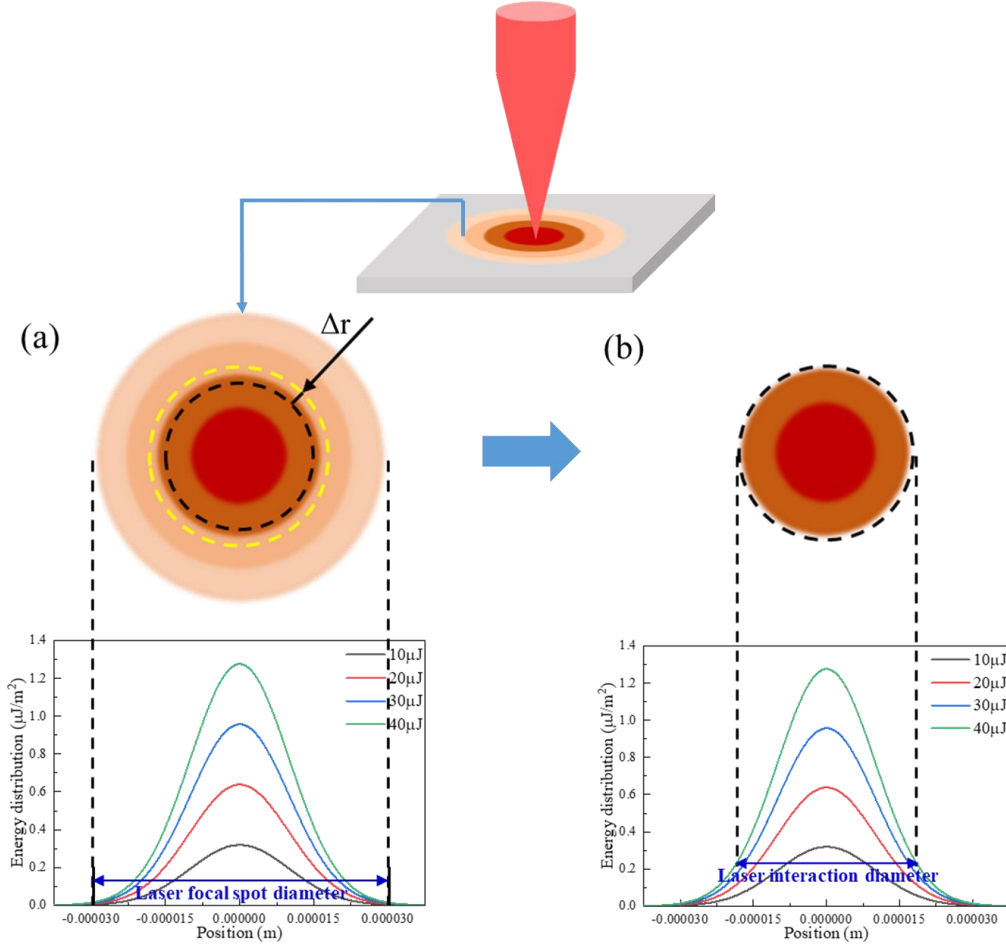 (a)
Δr
(b)
1.4
1.2
1.0
0.8
0.6
0.4
0.2
0.0
Energy distribution (μJ/m²)
10μJ
20μJ
30μJ
40μJ
Laser focal spot diameter
-0.000030 -0.000015 0.000000 0.000015 0.000030
Position (m)
1.4
1.2
1.0
0.8
0.6
0.4
0.2
0.0
Energy distribution (μJ/m²)
10μJ
20μJ
30μJ
40μJ
Laser interaction diameter
-0.000030 -0.000015 0.000000 0.000015 0.000030
Position (m)